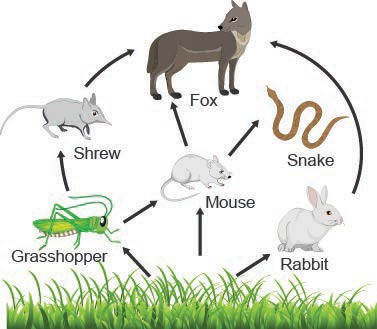 Fox
Shrew
Snake
Mouse
Grasshopper
Rabbit